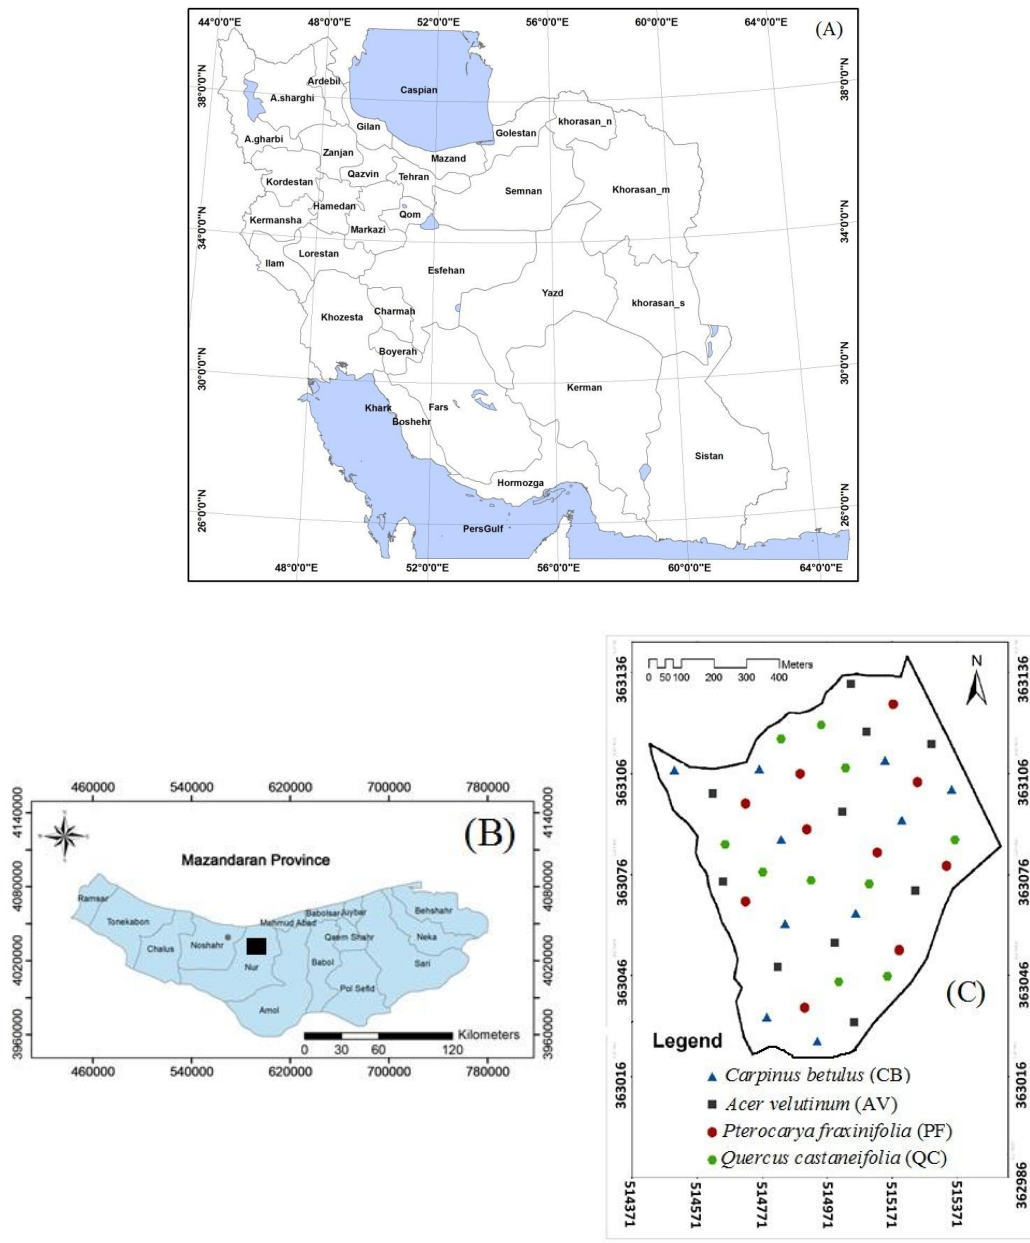 44°0'0"E 48°0'0"E 52°0'0"E 56°0'0"E 60°0'0"E 64°0'0"E
(A)
38°0'0"N
34°0'0"N
30°0'0"N
26°0'0"N
38°0'0"N
34°0'0"N
30°0'0"N
26°0'0"N
Ardebil
Caspian
A.sharghi
Gilan
Golestan
khorasan_n
A.gharbi
Zanjan
Mazand
Qazvin
Tehran
Kordestan
Semnan
Khorasan_m
Hamedan
Qom
Kermansha
Markazi
Lorestan
Ilam
Esfehan
Yazd
khorasan_s
Khozesta
Charmah
Boyerah
Kerman
Khark
Fars
Boshehr
Sistan
Hormozga
PersGulf
48°0'0"E 52°0'0"E 56°0'0"E 60°0'0"E 64°0'0"E
460000 540000 620000 700000 780000
4140000
4080000
4020000
3960000
4140000
4080000
4020000
3960000
(B)
Mazandaran Province
Ramsar
Tonekabon
Chalus
Noshahr
Mahmud Abad
Babolsar
Juybar
Behshahr
Qaem Shahr
Neka
Nur
Babol
Sari
Pol Sefid
Amol
Kilometers
0 30 60 120
460000 540000 620000 700000 780000
Meters
0 50 100 200 300 400
N
363136
363106
363076
363046
363016
363136
363106
363076
363046
363016
362986
(C)
Legend
Carpinus betulus (CB)
Acer velutinum (AV)
Pterocarya fraxinifolia (PF)
Quercus castaneifolia (QC)
514371 514571 514771 514971 515171 515371